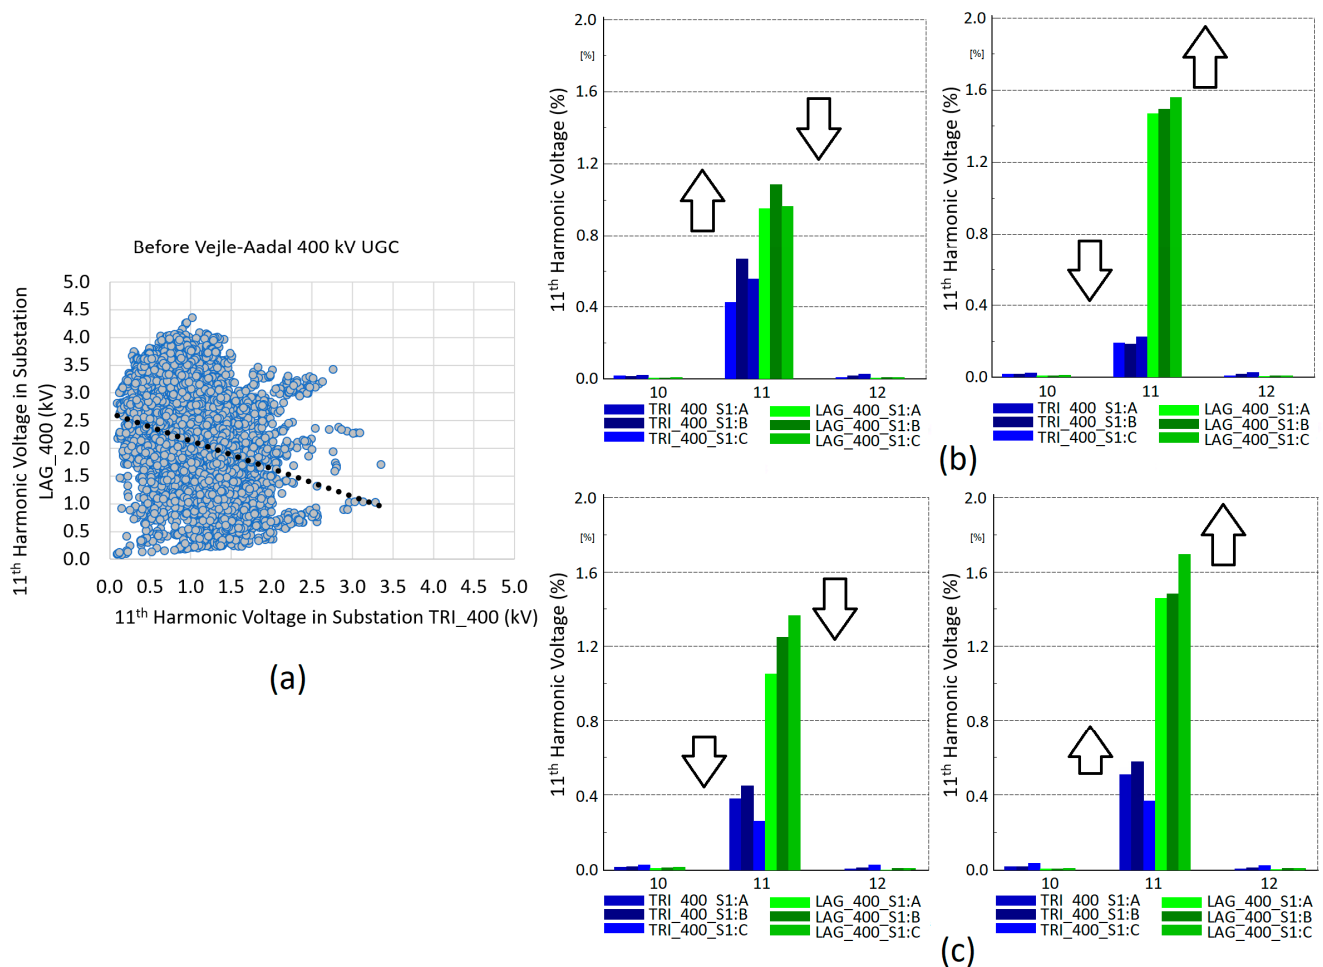 Before Vejle-Aadal 400 kV UGC
11th Harmonic Voltage in Substation
LAG_400 (kV)
5.0
4.5
4.0
3.5
3.0
2.5
2.0
1.5
1.0
0.5
0.0
0.0 0.5 1.0 1.5 2.0 2.5 3.0 3.5 4.0 4.5 5.0
11th Harmonic Voltage in Substation TRI_400 (kV)
(a)
11th Harmonic Voltage (%)
2.0
[%]
1.6
1.2
0.8
0.4
0.0
10 11 12
TRI_400_S1:A LAG_400_S1:A
TRI_400_S1:B LAG_400_S1:B
TRI_400_S1:C LAG_400_S1:C
11th Harmonic Voltage (%)
2.0
[%]
1.6
1.2
0.8
0.4
0.0
10 11 12
TRI_400_S1:A LAG_400_S1:A
TRI_400_S1:B LAG_400_S1:B
TRI_400_S1:C LAG_400_S1:C
(b)
11th Harmonic Voltage (%)
2.0
[%]
1.6
1.2
0.8
0.4
0.0
10 11 12
TRI_400_S1:A LAG_400_S1:A
TRI_400_S1:B LAG_400_S1:B
TRI_400_S1:C LAG_400_S1:C
11th Harmonic Voltage (%)
2.0
[%]
1.6
1.2
0.8
0.4
0.0
10 11 12
TRI_400_S1:A LAG_400_S1:A
TRI_400_S1:B LAG_400_S1:B
TRI_400_S1:C LAG_400_S1:C
(c)